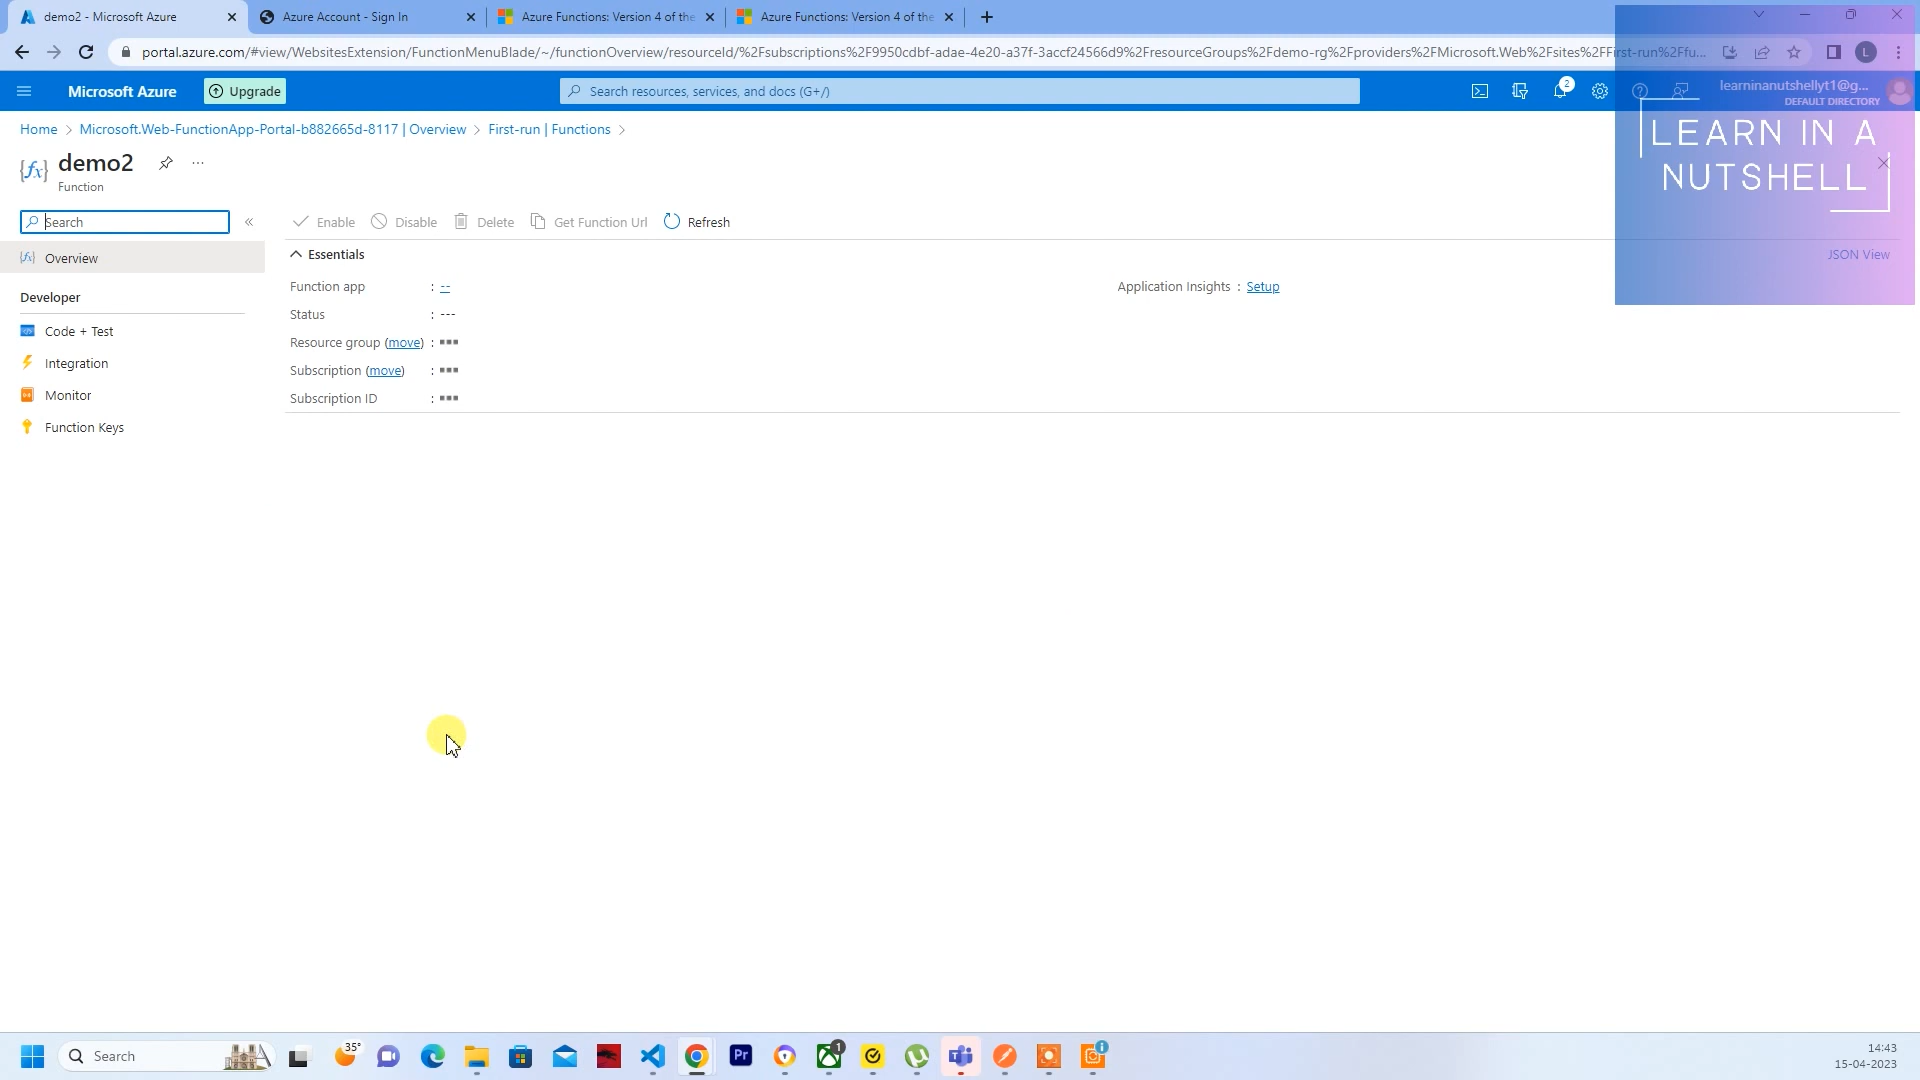 demo2 - Microsoft Azure
Azure Account - Sign In
Azure Functions: Version 4 of the
Azure Functions: Version 4 of the
portal.azure.com/#view/WebsitesExtension/FunctionMenuBlade/~/functionOverview/resourceId/%2Fsubscriptions%2F9950cdbf-adae-4e20-a37f-3accf24566d9%2FresourceGroups%2Fdemo-rg%2Fproviders%2FMicrosoft.Web%2Fsites%2FFirst-run%2Ffu...
L
Microsoft Azure
Upgrade
Search resources, services, and docs (G+/)
2
learninanutshellyt1@g...
DEFAULT DIRECTORY
Home > Microsoft.Web-FunctionApp-Portal-b882665d-8117 | Overview > First-run | Functions >
LEARN IN A
NUTSHELL
{fx}
demo2
Function
Search
«
Enable
Disable
Delete
Get Function Url
Refresh
Overview
Essentials
JSON View
Function app : --
Application Insights : Setup
Status : ---
Resource group (move) :
Subscription (move) :
Subscription ID :
Developer
Code + Test
Integration
Monitor
Function Keys
Search
35°
Pr
1
14:43
15-04-2023